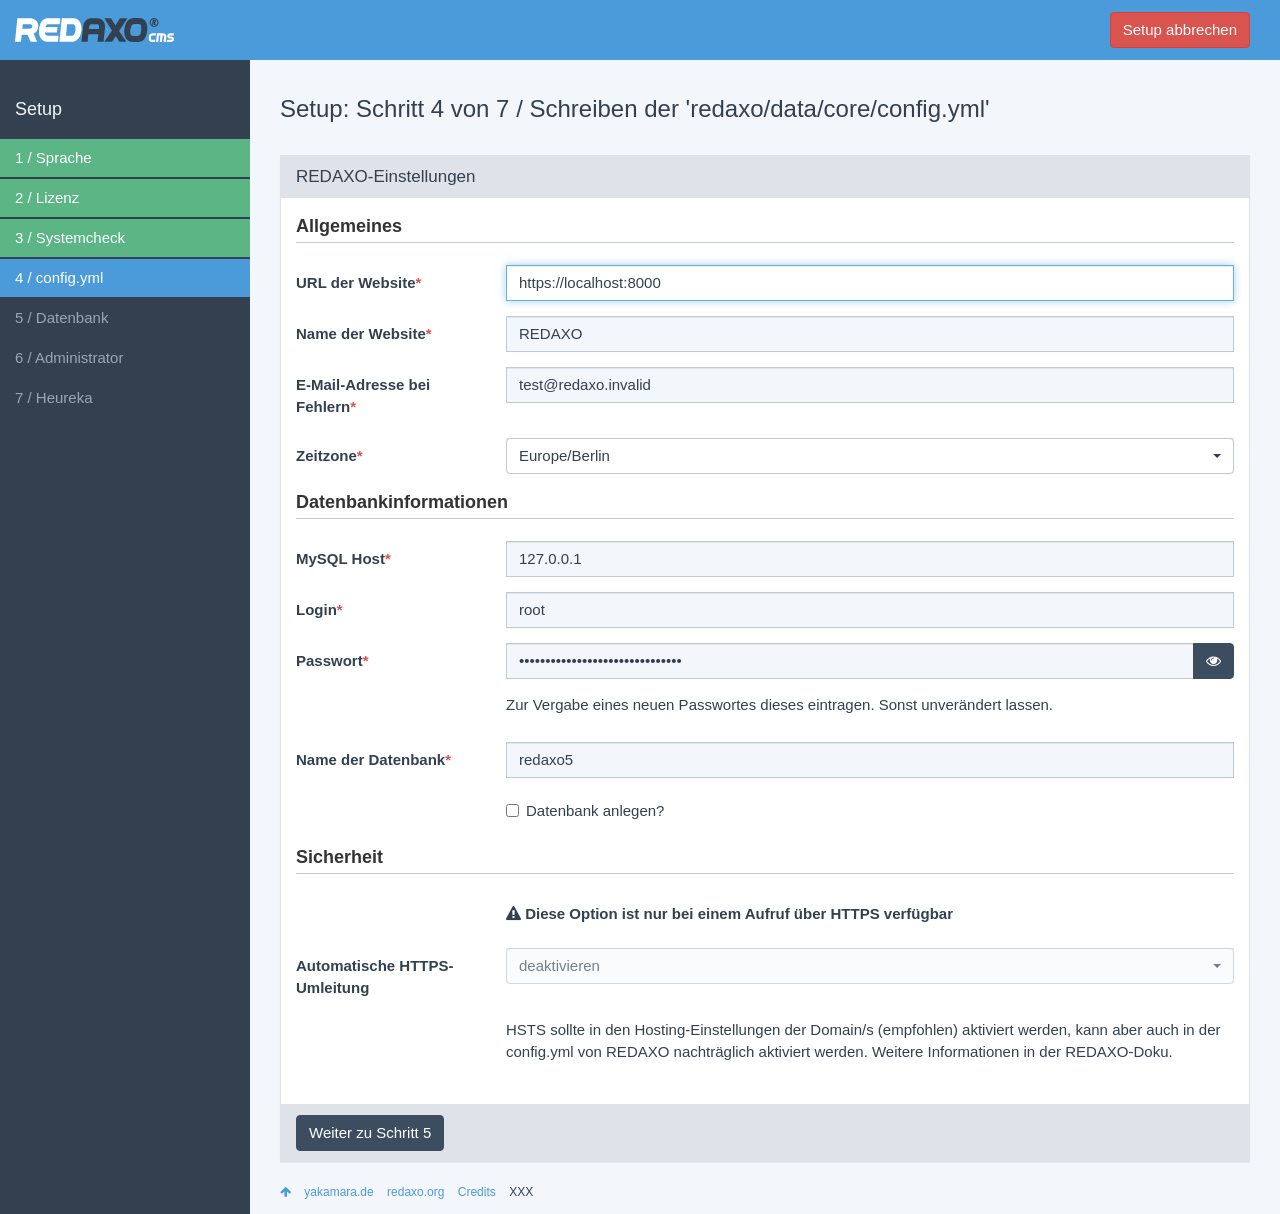 REDAXO® cms
Setup abbrechen
Setup
1 / Sprache
2 / Lizenz
3 / Systemcheck
4 / config.yml
5 / Datenbank
6 / Administrator
7 / Heureka
Setup: Schritt 4 von 7 / Schreiben der 'redaxo/data/core/config.yml'
REDAXO-Einstellungen
Allgemeines
URL der Website*
https://localhost:8000
Name der Website*
REDAXO
E-Mail-Adresse bei
Fehlern*
test@redaxo.invalid
Zeitzone*
Europe/Berlin
Datenbankinformationen
MySQL Host*
127.0.0.1
Login*
root
Passwort*
•••••••••••••••••••••••••••••••
Zur Vergabe eines neuen Passwortes dieses eintragen. Sonst unverändert lassen.
Name der Datenbank*
redaxo5
Datenbank anlegen?
Sicherheit
Diese Option ist nur bei einem Aufruf über HTTPS verfügbar
Automatische HTTPS-
Umleitung
deaktivieren
HSTS sollte in den Hosting-Einstellungen der Domain/s (empfohlen) aktiviert werden, kann aber auch in der
config.yml von REDAXO nachträglich aktiviert werden. Weitere Informationen in der REDAXO-Doku.
Weiter zu Schritt 5
yakamara.de redaxo.org Credits XXX